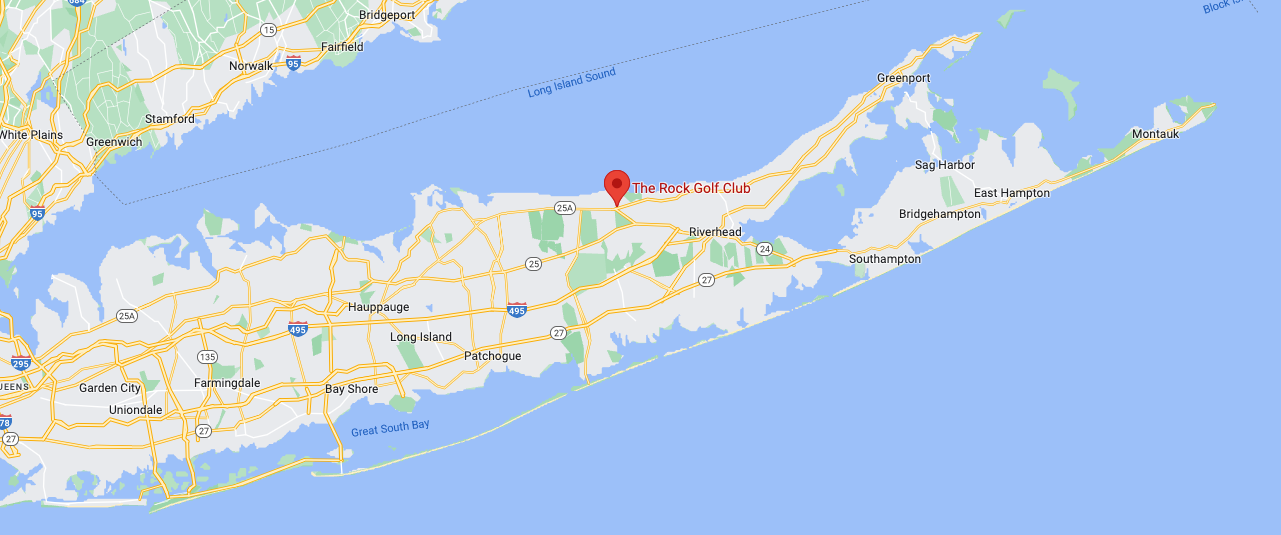 684
Bridgeport
Block Is
15
Fairfield
Norwalk
95
Long Island Sound
Greenport
Stamford
White Plains
Greenwich
Montauk
Sag Harbor
The Rock Golf Club
East Hampton
25A
95
Bridgehampton
Riverhead
24
Southampton
25
27
Hauppauge
495
25A
495
27
Long Island
135
Patchogue
295
Farmingdale
UEENS
Garden City
Bay Shore
Uniondale
78
Great South Bay
27
27